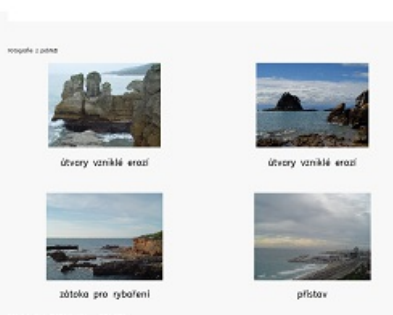 útvary vzniklé erozí
útvary vzniklé erozí
zátoka pro rybaření
přístav